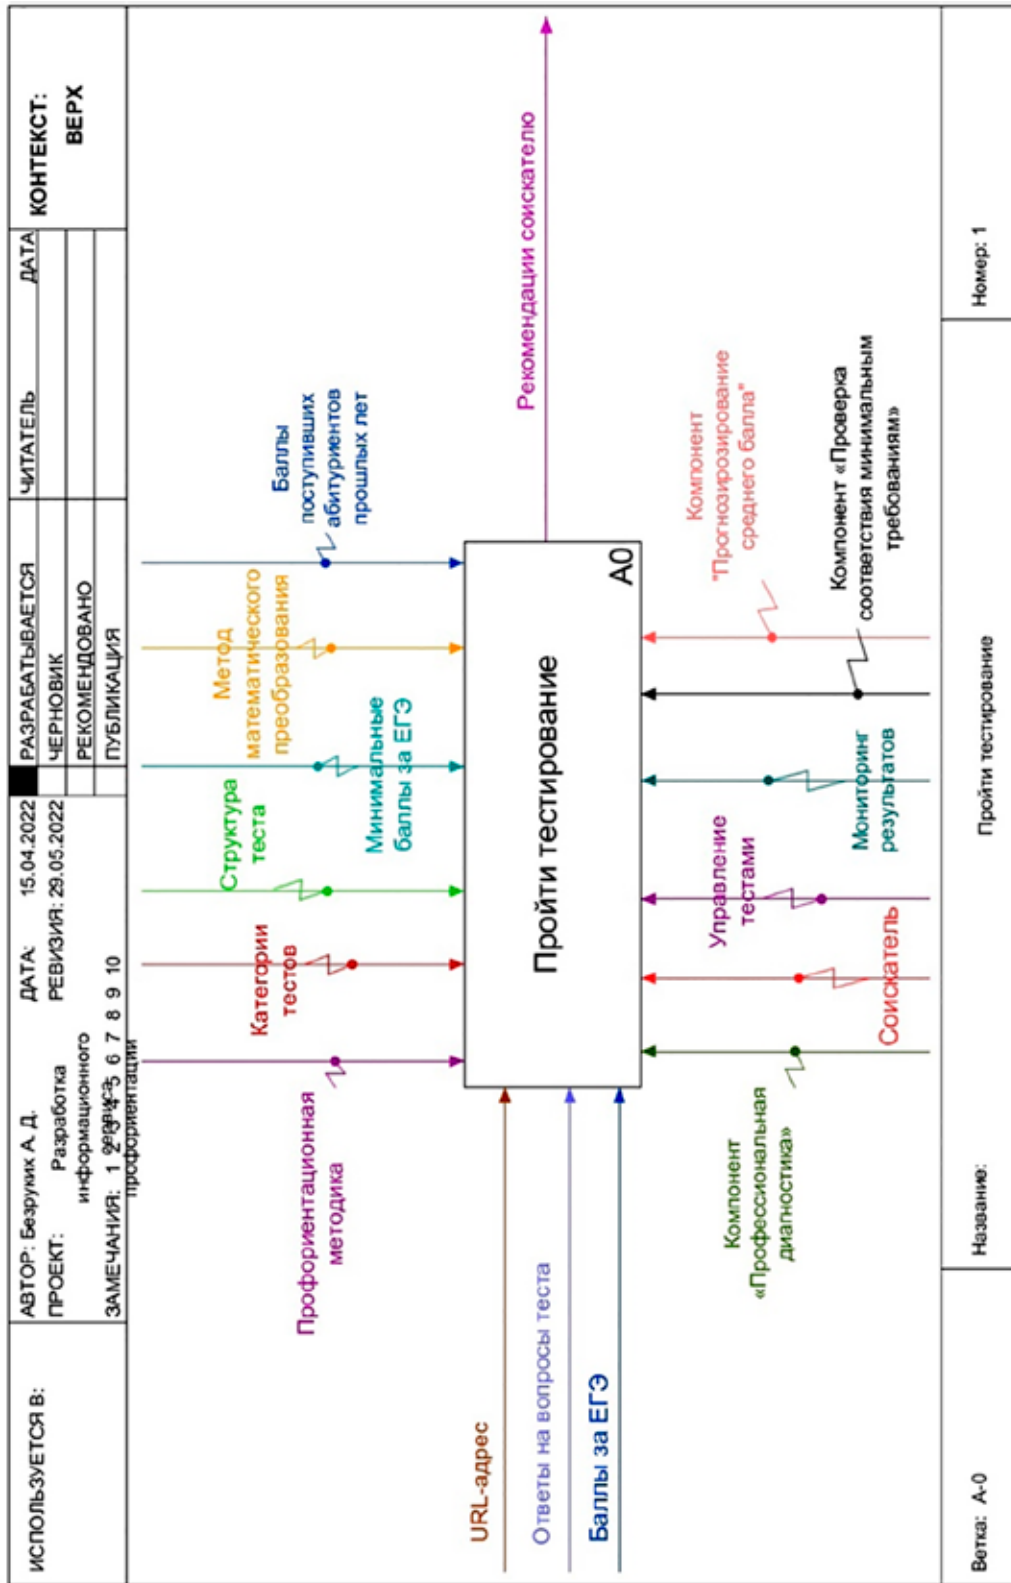 ИСПОЛЬЗУЕТСЯ В:
АВТОР: Безруких А. Д.
ДАТА: 15.04.2022
ПРОЕКТ: Разработка
информационного
сервиса
профориентации
РЕВИЗИЯ: 29.05.2022
ЗАМЕЧАНИЯ: 1 2 3 4 5 6 7 8 9 10
РАЗРАБАТЫВАЕТСЯ
ЧЕРНОВИК
РЕКОМЕНДОВАНО
ПУБЛИКАЦИЯ
ЧИТАТЕЛЬ
ДАТА
КОНТЕКСТ:
ВЕРХ
Профориентационная
методика
Категории
тестов
Структура
теста
Минимальные
баллы за ЕГЭ
Метод
математического
преобразования
Баллы
поступивших
абитуриентов
прошлых лет
URL-адрес
Ответы на вопросы теста
Баллы за ЕГЭ
Пройти тестирование
A0
Рекомендации соискателю
Компонент
«Профессиональная
диагностика»
Соискатель
Управление
тестами
Мониторинг
результатов
Компонент «Проверка
соответствия минимальным
требованиям»
Компонент
"Прогнозирозирование
среднего балла"
Ветка: A-0
Название:
Пройти тестирование
Номер: 1